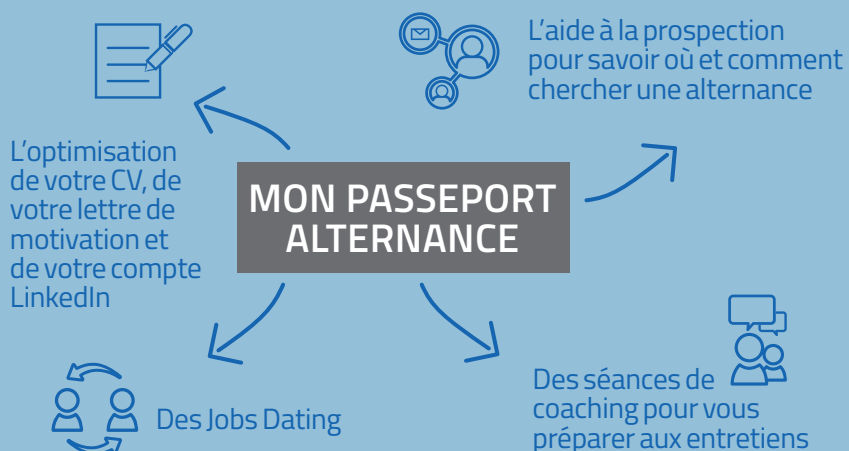 L'aide à la prospection
pour savoir où et comment
chercher une alternance
L'optimisation
de votre CV, de
votre lettre de
motivation et
de votre compte
LinkedIn
MON PASSEPORT
ALTERNANCE
Des Jobs Dating
Des séances de
coaching pour vous
préparer aux entretiens